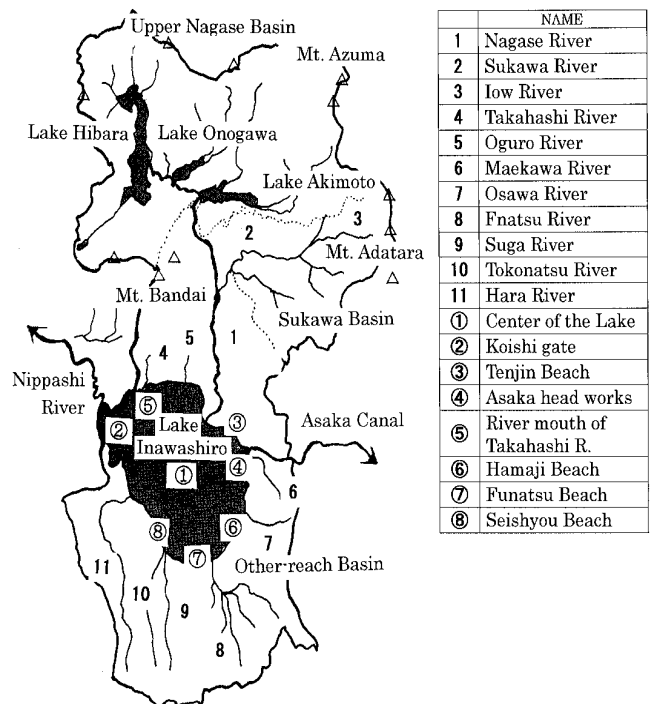 Upper Nagase Basin
Mt. Azuma
Lake Hibara
Lake Onogawa
Lake Akimoto
2
3
Mt. Adatara
Mt. Bandai
Sukawa Basin
1
5
4
Nippashi
River
⑤
③
Asaka Canal
②
Lake
Inawashiro
④
①
6
⑧
⑥
7
⑦
Other-reach Basin
11
10
9
8
NAME
1 Nagase River
2 Sukawa River
3 Iow River
4 Takahashi River
5 Oguro River
6 Maekawa River
7 Osawa River
8 Fnatsu River
9 Suga River
10 Tokonatsu River
11 Hara River
① Center of the Lake
② Koishi gate
③ Tenjin Beach
④ Asaka head works
⑤ River mouth of
Takahashi R.
⑥ Hamaji Beach
⑦ Funatsu Beach
⑧ Seishyou Beach